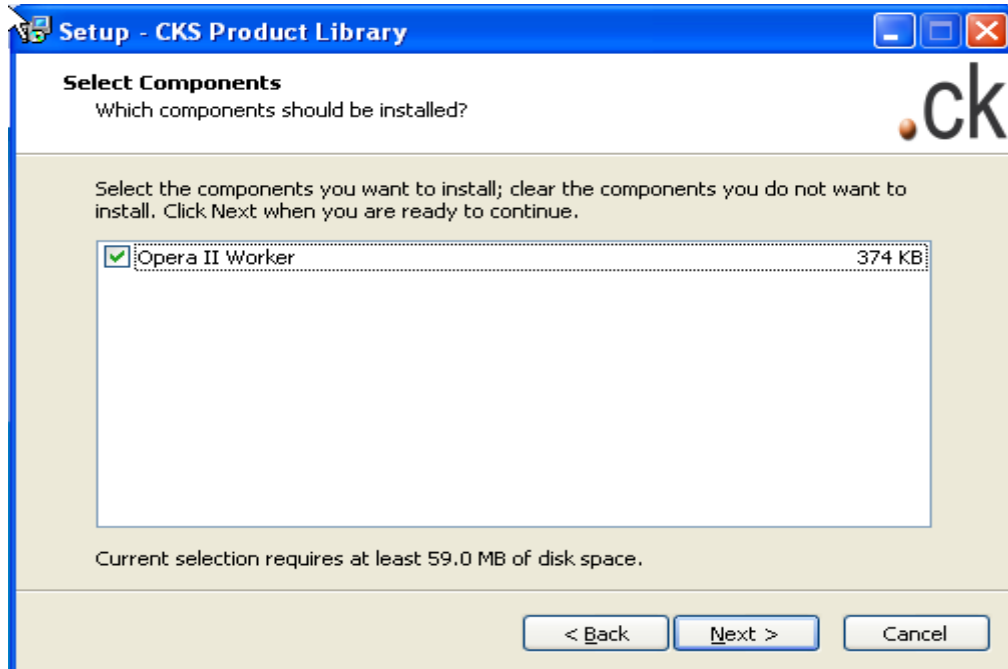 Setup - CKS Product Library
Select Components
Which components should be installed?
.ck
Select the components you want to install; clear the components you do not want to
install. Click Next when you are ready to continue.
Opera II Worker 374 KB
Current selection requires at least 59.0 MB of disk space.
< Back Next > Cancel